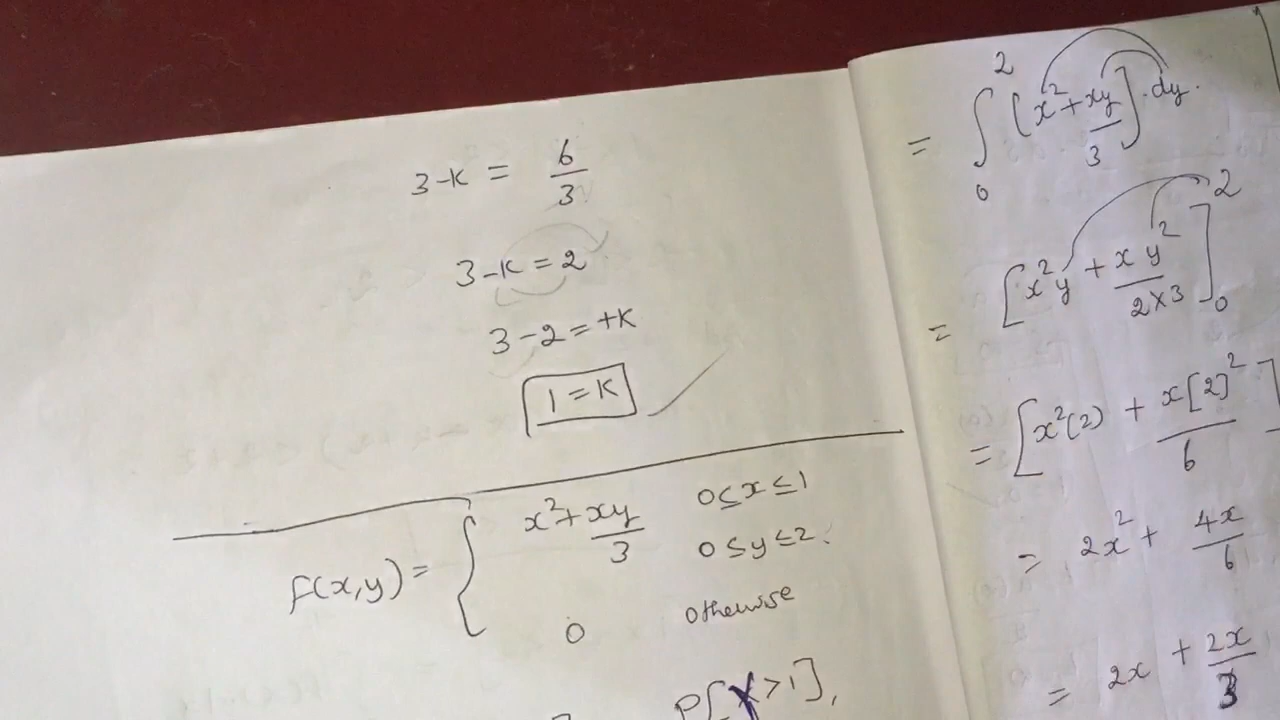 3-k = 6/3
3-k = 2
3-2 = +k
1 = k
f(x,y) = { x²+xy/3 0≤x≤1
0≤y≤2
0 otherwise
P[Y>1],
= ∫₀² [x²+xy/3]·dy.
= [x²y + xy²/2×3]₀²
= [x²(2) + x[2]²/6]
= 2x² + 4x/6
= 2x + 2x/3